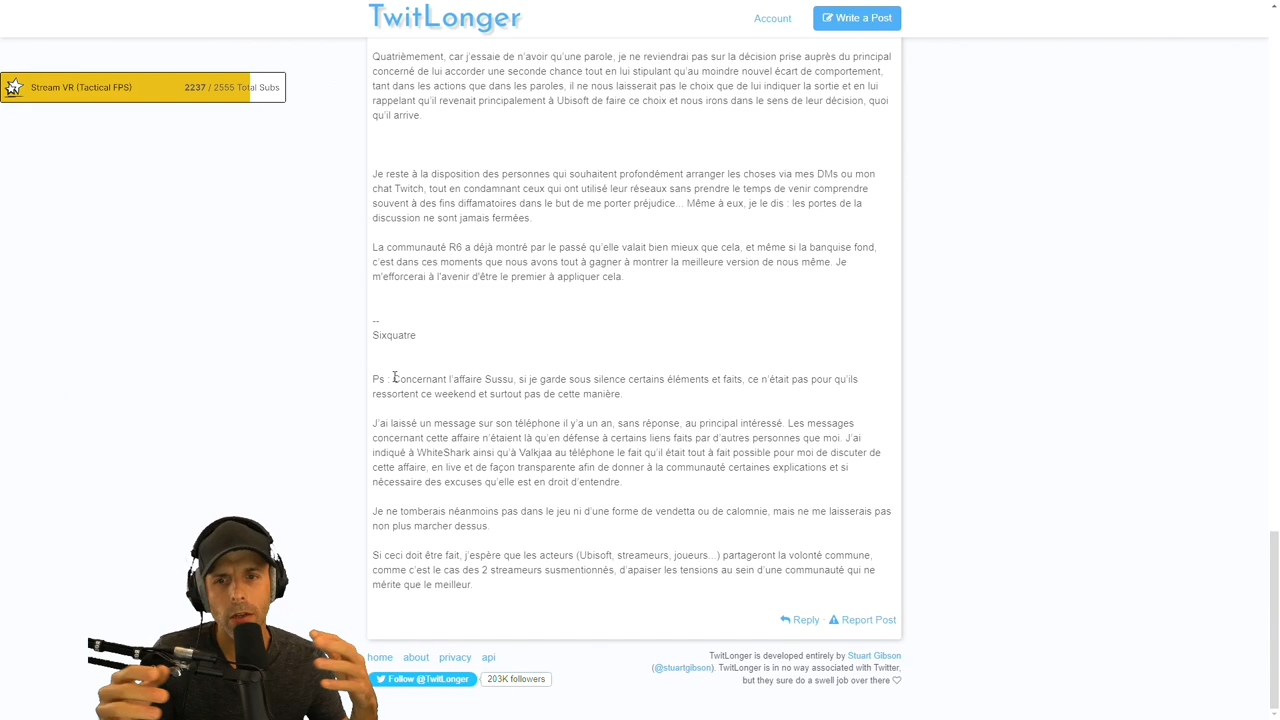 TwitLonger
Account
Write a Post
Quatrièmement, car j'essaie de n'avoir qu'une parole, je ne reviendrai pas sur la décision prise auprès du principal
concerné de lui accorder une seconde chance tout en lui stipulant qu'au moindre nouvel écart de comportement,
tant dans les actions que dans les paroles, il ne nous laisserait pas le choix que de lui indiquer la sortie et en lui
rappelant qu'il revenait principalement à Ubisoft de faire ce choix et nous irons dans le sens de leur décision, quoi
qu'il arrive.
Stream VR (Tactical FPS)
2237 / 2555 Total Subs
Je reste à la disposition des personnes qui souhaitent profondément arranger les choses via mes DMs ou mon
chat Twitch, tout en condamnant ceux qui ont utilisé leur réseaux sans prendre le temps de venir comprendre
souvent à des fins diffamatoires dans le but de me porter préjudice... Même à eux, je le dis : les portes de la
discussion ne sont jamais fermées.
La communauté R6 a déjà montré par le passé qu'elle valait bien mieux que cela, et même si la banquise fond,
c'est dans ces moments que nous avons tout à gagner à montrer la meilleure version de nous même. Je
m'efforcerai à l'avenir d'être le premier à appliquer cela.
--
Sixquatre
Ps : Concernant l'affaire Sussu, si je garde sous silence certains éléments et faits, ce n'était pas pour qu'ils
ressortent ce weekend et surtout pas de cette manière.
J'ai laissé un message sur son téléphone il y'a un an, sans réponse, au principal intéressé. Les messages
concernant cette affaire n'étaient là qu'en défense à certains liens faits par d'autres personnes que moi. J'ai
indiqué à WhiteShark ainsi qu'à Valkjaa au téléphone le fait qu'il était tout à fait possible pour moi de discuter de
cette affaire, en live et de façon transparente afin de donner à la communauté certaines explications et si
nécessaire des excuses qu'elle est en droit d'entendre.
Je ne tomberais néanmoins pas dans le jeu ni d'une forme de vendetta ou de calomnie, mais ne me laisserais pas
non plus marcher dessus.
Si ceci doit être fait, j'espère que les acteurs (Ubisoft, streameurs, joueurs...) partageront la volonté commune,
comme c'est le cas des 2 streameurs susmentionnés, d'apaiser les tensions au sein d'une communauté qui ne
mérite que le meilleur.
Reply · Report Post
home about privacy api
Follow @TwitLonger 203K followers
TwitLonger is developed entirely by Stuart Gibson
(@stuartgibson). TwitLonger is in no way associated with Twitter,
but they sure do a swell job over there ♡